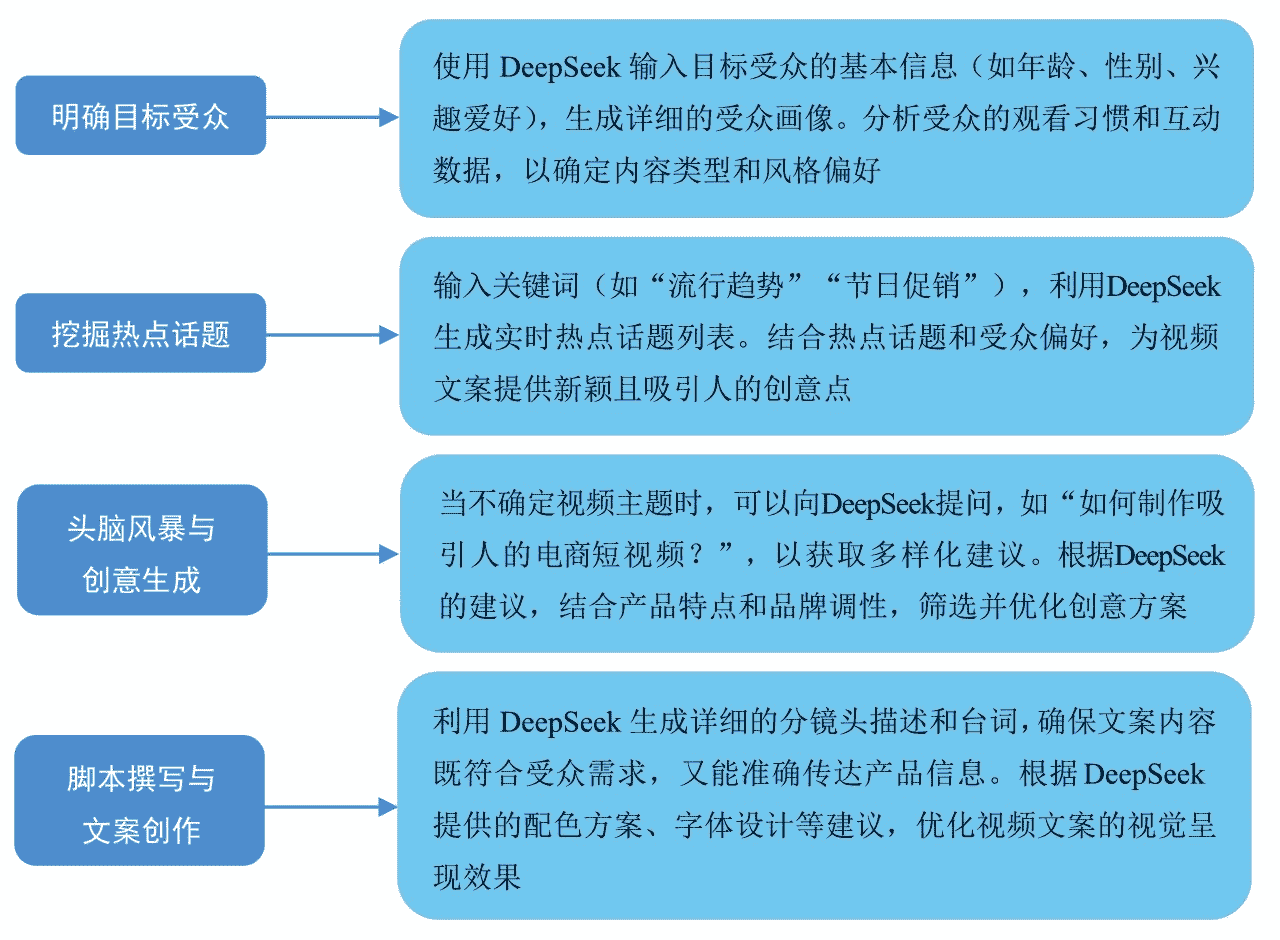 明确目标受众
使用 DeepSeek 输入目标受众的基本信息（如年龄、性别、兴
趣爱好），生成详细的受众画像。分析受众的观看习惯和互动
数据，以确定内容类型和风格偏好
挖掘热点话题
输入关键词（如“流行趋势”“节日促销”），利用DeepSeek
生成实时热点话题列表。结合热点话题和受众偏好，为视频
文案提供新颖且吸引人的创意点
头脑风暴与
创意生成
当不确定视频主题时，可以向DeepSeek提问，如“如何制作吸
引人的电商短视频？”，以获取多样化建议。根据DeepSeek
的建议，结合产品特点和品牌调性，筛选并优化创意方案
脚本撰写与
文案创作
利用 DeepSeek 生成详细的分镜头描述和台词，确保文案内容
既符合受众需求，又能准确传达产品信息。根据 DeepSeek
提供的配色方案、字体设计等建议，优化视频文案的视觉呈
现效果